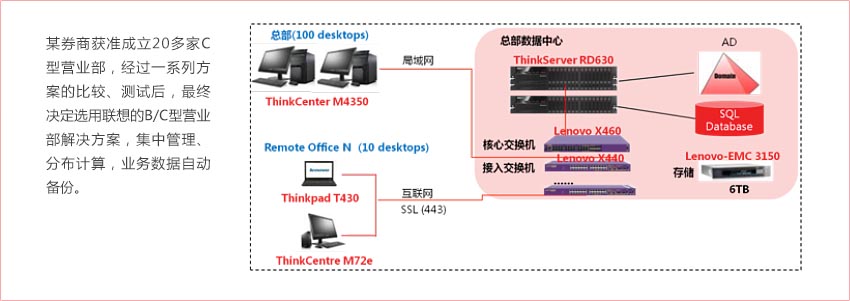 某券商获准成立20多家C
型营业部，经过一系列方
案的比较、测试后，最终
决定选用联想的B/C型营业
部解决方案，集中管理、
分布计算，业务数据自动
备份。
总部(100 desktops)
ThinkCenter M4350
局域网
Remote Office N（10 desktops)
Thinkpad T430
互联网
SSL (443)
ThinkCentre M72e
总部数据中心
ThinkServer RD630
AD
Domain
SQL
Database
核心交换机
Lenovo X460
接入交换机
Lenovo X440
......
Lenovo-EMC 3150
存储
6TB